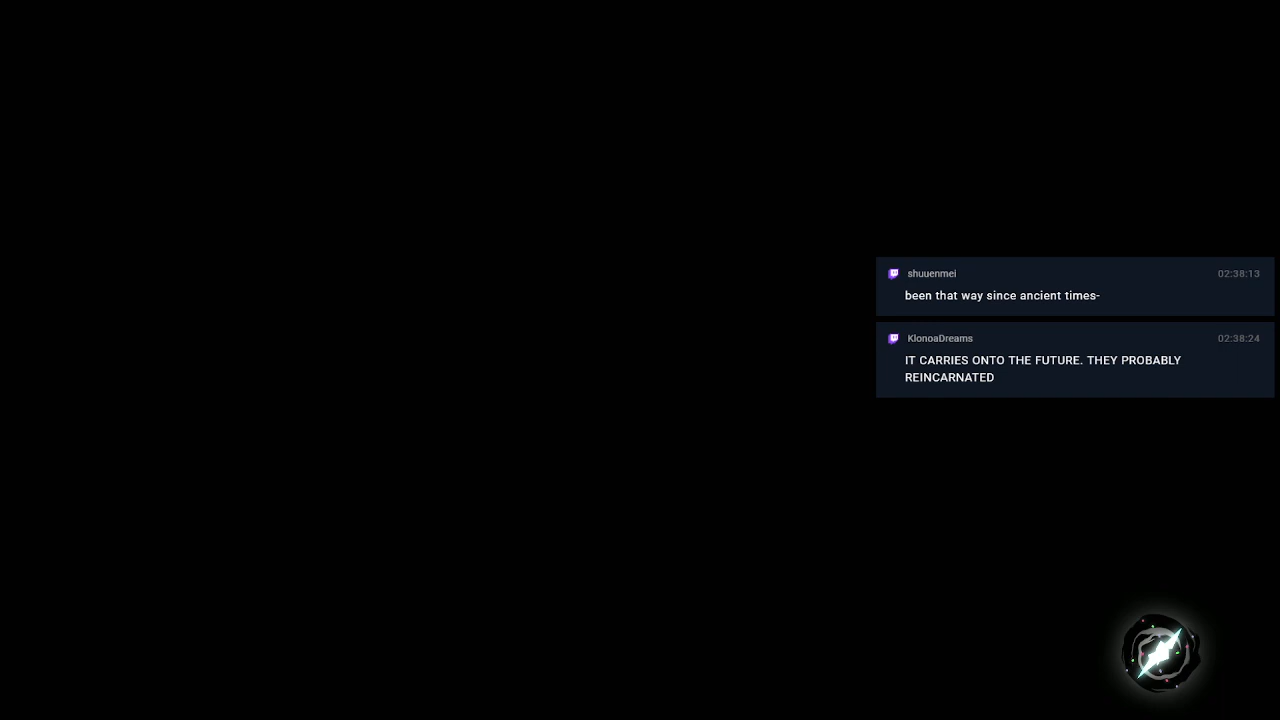 shuuenmei 02:38:13
been that way since ancient times-
KlonoaDreams 02:38:24
IT CARRIES ONTO THE FUTURE. THEY PROBABLY
REINCARNATED